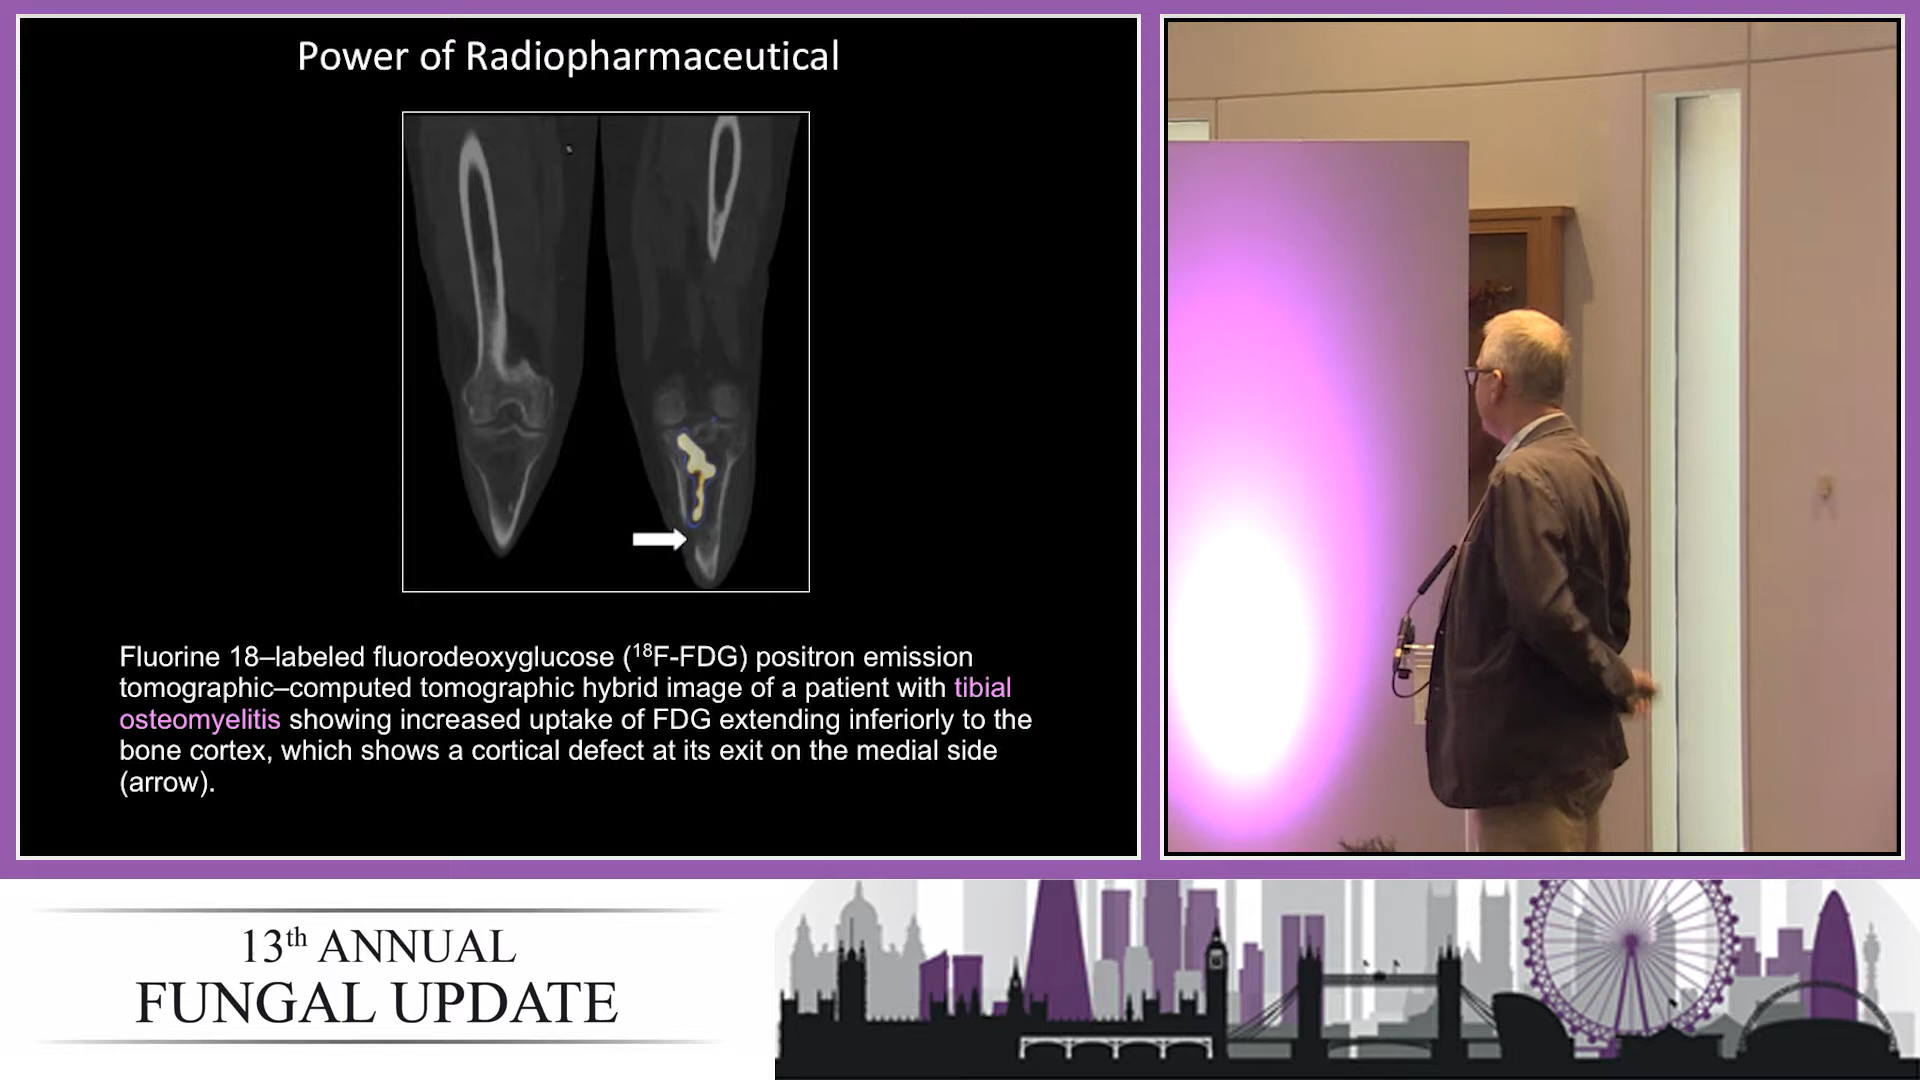 Power of Radiopharmaceutical
Fluorine 18–labeled fluorodeoxyglucose (¹⁸F-FDG) positron emission
tomographic–computed tomographic hybrid image of a patient with tibial
osteomyelitis showing increased uptake of FDG extending inferiorly to the
bone cortex, which shows a cortical defect at its exit on the medial side
(arrow).
13th ANNUAL
FUNGAL UPDATE